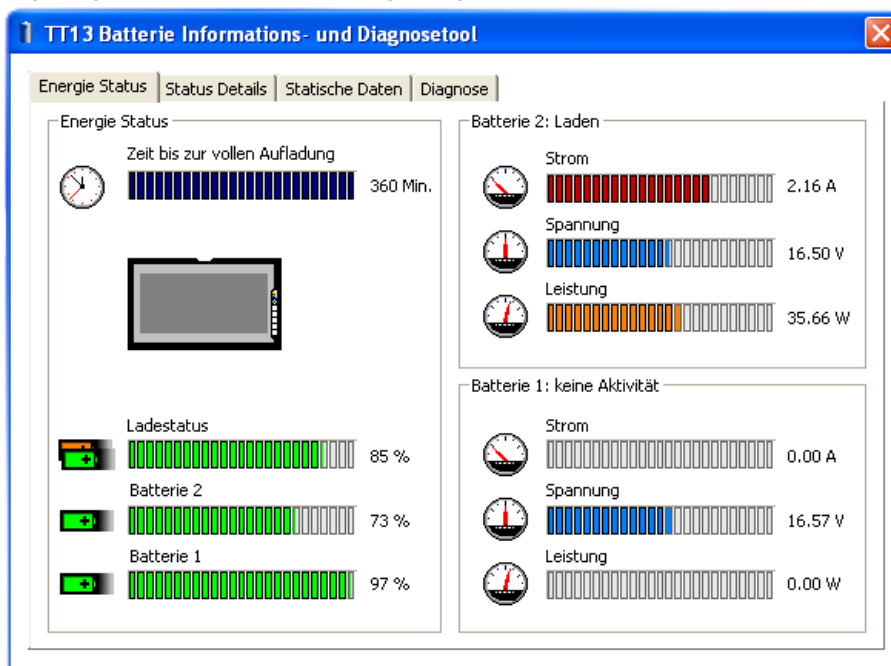 TT13 Batterie Informations- und Diagnosetool
Energie Status
Status Details
Statische Daten
Diagnose
Energie Status
Zeit bis zur vollen Aufladung
360 Min.
Ladestatus
85 %
Batterie 2
73 %
Batterie 1
97 %
Batterie 2: Laden
Strom
2.16 A
Spannung
16.50 V
Leistung
35.66 W
Batterie 1: keine Aktivität
Strom
0.00 A
Spannung
16.57 V
Leistung
0.00 W